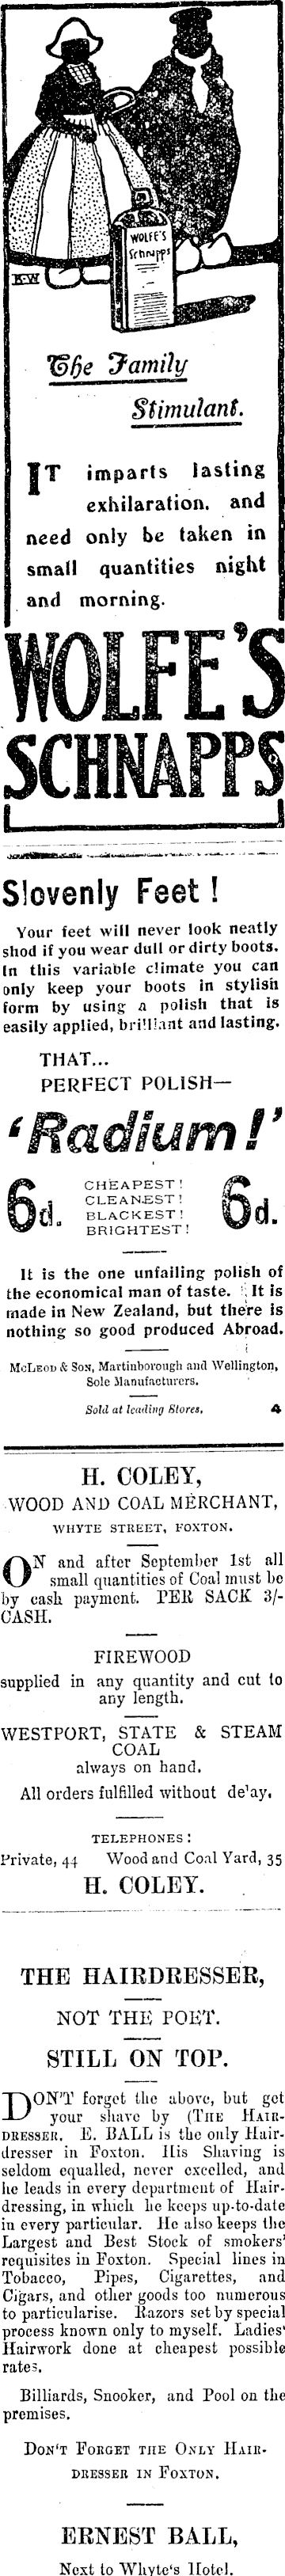 WOLFE'S
Schnapps
K-W
The Family
Stimulant.
IT imparts lasting
exhilaration, and
need only be taken in
small quantities night
and morning.
WOLFE'S
SCHNAPPS
Slovenly Feet!
Your feet will never look neatly
shod if you wear dull or dirty boots.
In this variable climate you can
only keep your boots in stylish
form by using a polish that is
easily applied, brilliant and lasting.
THAT...
PERFECT POLISH—
'Radium!'
6d. CHEAPEST! 6d.
CLEANEST!
BLACKEST!
BRIGHTEST!
It is the one unfailing polish of
the economical man of taste. It is
made in New Zealand, but there is
nothing so good produced Abroad.
McLeod & Son, Martinborough and Wellington,
Sole Manufacturers.
Sold at leading Stores. 4
H. COLEY,
WOOD AND COAL MERCHANT,
WHYTE STREET, FOXTON.
ON and after September 1st all
small quantities of Coal must be
by cash payment. PER SACK 3/-
CASH.
FIREWOOD
supplied in any quantity and cut to
any length.
WESTPORT, STATE & STEAM
COAL
always on hand.
All orders fulfilled without delay.
TELEPHONES:
Private, 44 Wood and Coal Yard, 35
H. COLEY.
THE HAIRDRESSER,
NOT THE POET.
STILL ON TOP.
DON'T forget the above, but get
your shave by (THE HAIR-
DRESSER. E. BALL is the only Hair-
dresser in Foxton. His Shaving is
seldom equalled, never excelled, and
he leads in every department of Hair-
dressing, in which he keeps up-to-date
in every particular. He also keeps the
Largest and Best Stock of smokers'
requisites in Foxton. Special lines in
Tobacco, Pipes, Cigarettes, and
Cigars, and other goods too numerous
to particularise. Razors set by special
process known only to myself. Ladies'
Hairwork done at cheapest possible
rates.
Billiards, Snooker, and Pool on the
premises.
DON'T FORGET THE ONLY HAIR-
DRESSER IN FOXTON.
ERNEST BALL,
Next to Whyte's Hotel.